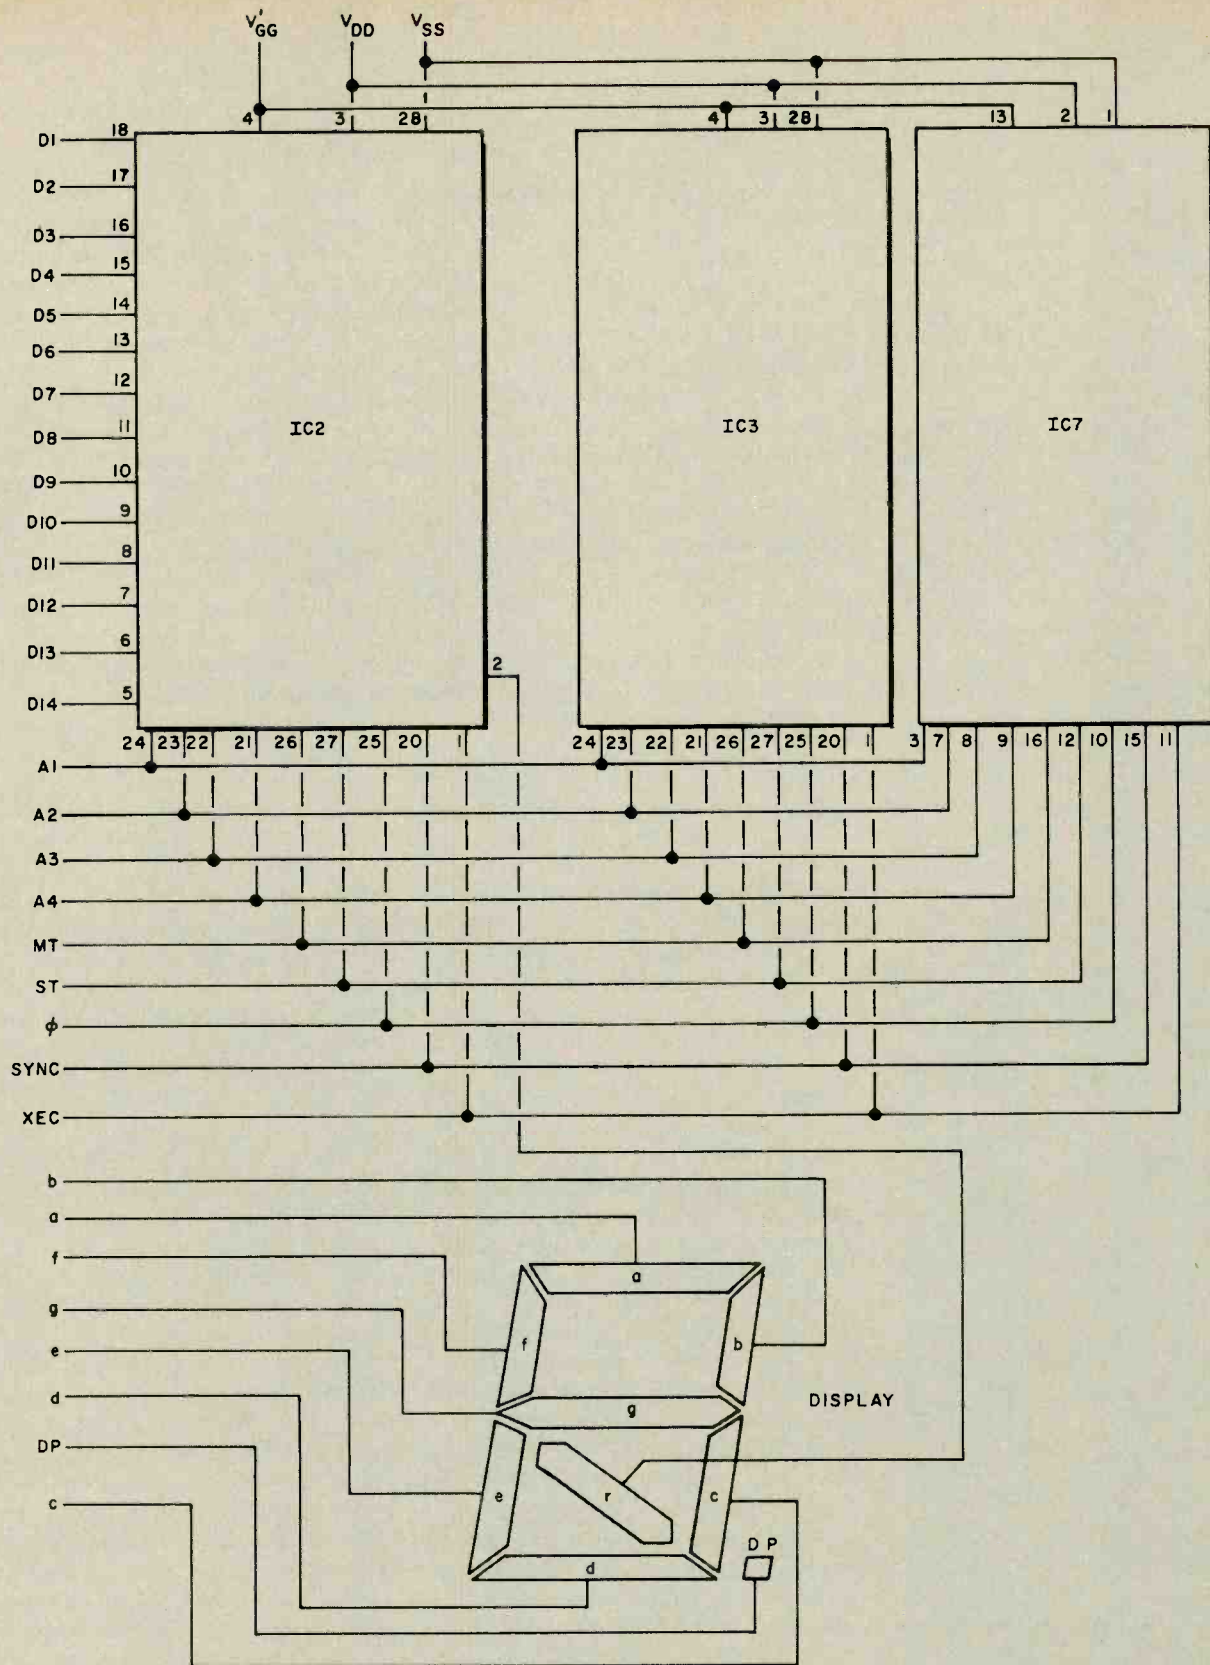 V'GG VDD VSS
4 3 28 4 3 28 13 2 1
D1 18
D2 17
D3 16
D4 15
D5 14
D6 13
D7 12
D8 11
D9 10
D10 9
D11 8
D12 7
D13 6
D14 5
IC2 IC3 IC7
2
24 23 22 21 26 27 25 20 1 24 23 22 21 26 27 25 20 1 3 7 8 9 16 12 10 15 11
A1
A2
A3
A4
MT
ST
ϕ
SYNC
XEC
b
a
f
g
e
d
DP
c
a
f b
g
DISPLAY
e r c
DP
d